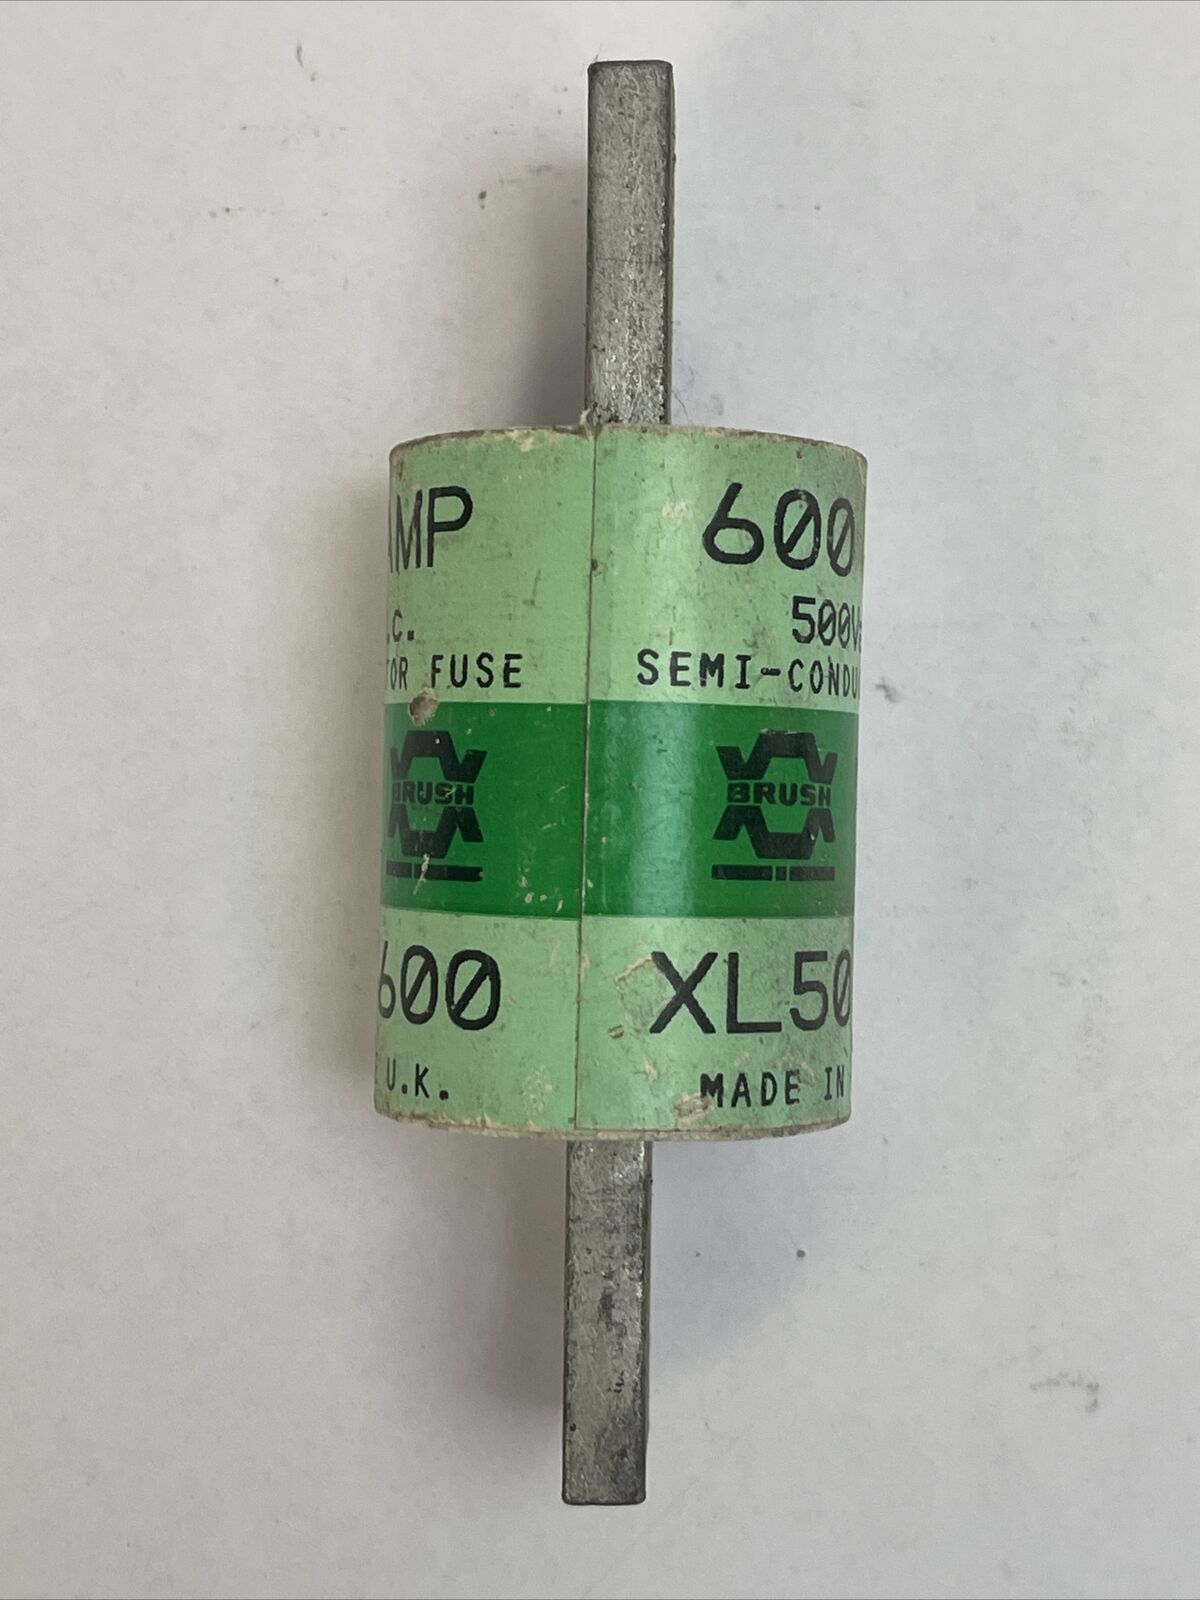 AMP
.C.
TOR FUSE
BRUSH
600
U.K.
600
500V
SEMI-CONDU
BRUSH
XL50
MADE IN